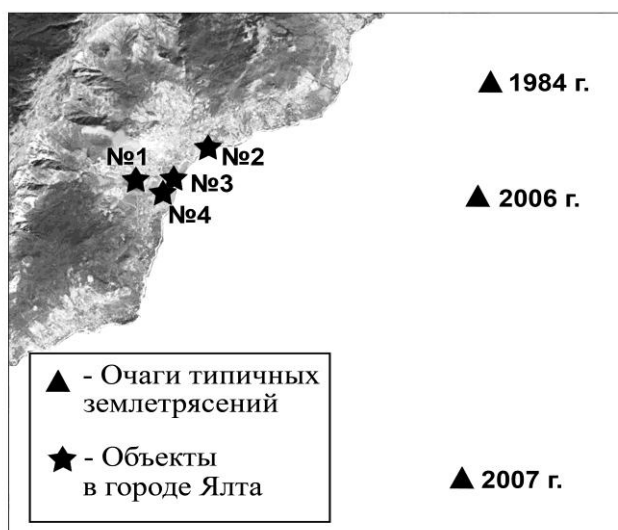 1984 г.
№1
№2
№3
2006 г.
№4
- Очаги типичных
землетрясений
- Объекты
в городе Ялта
2007 г.